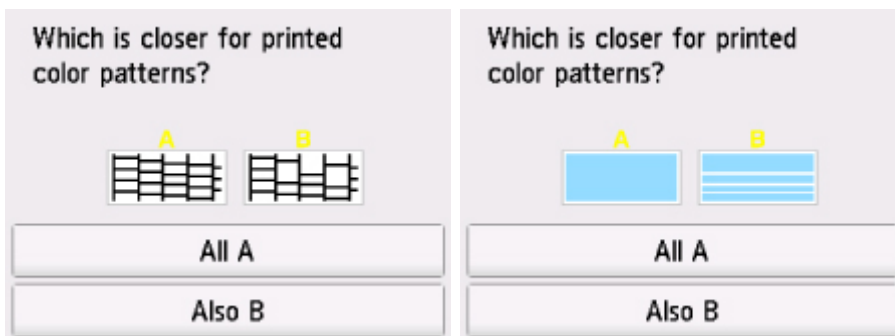 Which is closer for printed
color patterns?
A B
All A
Also B
Which is closer for printed
color patterns?
A B
All A
Also B